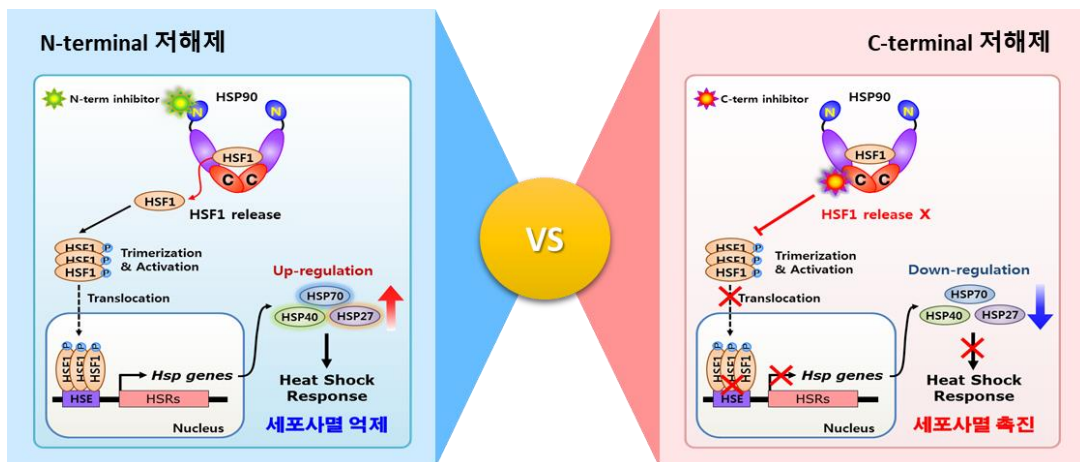 N-terminal 저해제
N-term inhibitor
HSP90
N
N
HSF1
C
C
HSF1
HSF1 release
HSF1
P
HSF1
P
HSF1
P
Trimerization
& Activation
Translocation
Up-regulation
HSP70
HSP40
HSP27
P
P
P
HSF1
HSF1
HSF1
HSE
Hsp genes
HSRs
Nucleus
Heat Shock
Response
세포사멸 억제
VS
C-terminal 저해제
C-term inhibitor
HSP90
N
N
HSF1
C
C
HSF1 release X
HSF1
P
HSF1
P
HSF1
P
Trimerization
& Activation
Translocation
Down-regulation
HSP70
HSP40
HSP27
P
P
P
HSF1
HSF1
HSF1
HSE
Hsp genes
HSRs
Nucleus
Heat Shock
Response
세포사멸 촉진